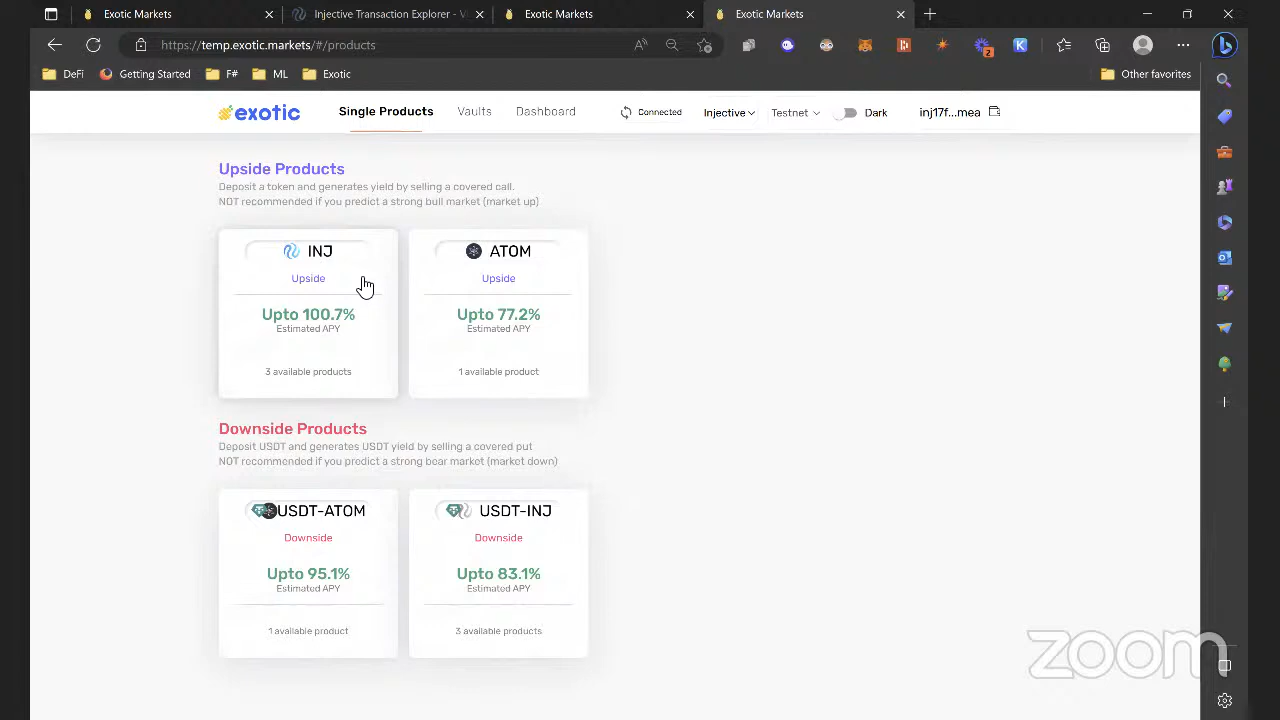 Exotic Markets
Injective Transaction Explorer - V
Exotic Markets
Exotic Markets
https://temp.exotic.markets/#/products
DeFi
Getting Started
F#
ML
Exotic
Other favorites
exotic
Single Products
Vaults
Dashboard
Connected
Injective
Testnet
Dark
inj17f...mea
Upside Products
Deposit a token and generates yield by selling a covered call.
NOT recommended if you predict a strong bull market (market up)
INJ
Upside
Upto 100.7%
Estimated APY
3 available products
ATOM
Upside
Upto 77.2%
Estimated APY
1 available product
Downside Products
Deposit USDT and generates USDT yield by selling a covered put
NOT recommended if you predict a strong bear market (market down)
USDT-ATOM
Downside
Upto 95.1%
Estimated APY
1 available product
USDT-INJ
Downside
Upto 83.1%
Estimated APY
3 available products
zoom